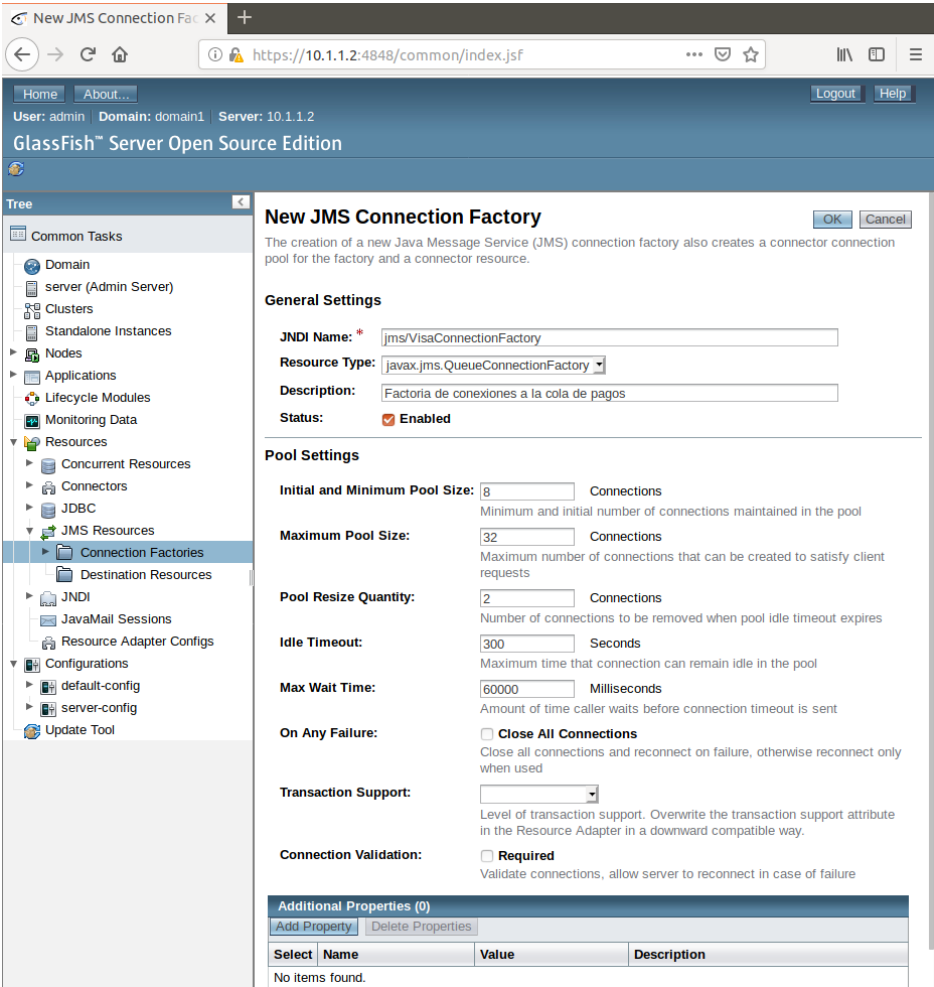 New JMS Connection Fac
https://10.1.1.2:4848/common/index.jsf
Home About... Logout Help
User: admin Domain: domain1 Server: 10.1.1.2
GlassFish™ Server Open Source Edition
Tree
Common Tasks
Domain
server (Admin Server)
Clusters
Standalone Instances
Nodes
Applications
Lifecycle Modules
Monitoring Data
Resources
Concurrent Resources
Connectors
JDBC
JMS Resources
Connection Factories
Destination Resources
JNDI
JavaMail Sessions
Resource Adapter Configs
Configurations
default-config
server-config
Update Tool
New JMS Connection Factory
OK Cancel
The creation of a new Java Message Service (JMS) connection factory also creates a connector connection
pool for the factory and a connector resource.
General Settings
JNDI Name: * jms/VisaConnectionFactory
Resource Type: javax.jms.QueueConnectionFactory
Description: Factoria de conexiones a la cola de pagos
Status: Enabled
Pool Settings
Initial and Minimum Pool Size: 8 Connections
Minimum and initial number of connections maintained in the pool
Maximum Pool Size: 32 Connections
Maximum number of connections that can be created to satisfy client
requests
Pool Resize Quantity: 2 Connections
Number of connections to be removed when pool idle timeout expires
Idle Timeout: 300 Seconds
Maximum time that connection can remain idle in the pool
Max Wait Time: 60000 Milliseconds
Amount of time caller waits before connection timeout is sent
On Any Failure: Close All Connections
Close all connections and reconnect on failure, otherwise reconnect only
when used
Transaction Support:
Level of transaction support. Overwrite the transaction support attribute
in the Resource Adapter in a downward compatible way.
Connection Validation: Required
Validate connections, allow server to reconnect in case of failure
Additional Properties (0)
Add Property Delete Properties
Select Name Value Description
No items found.